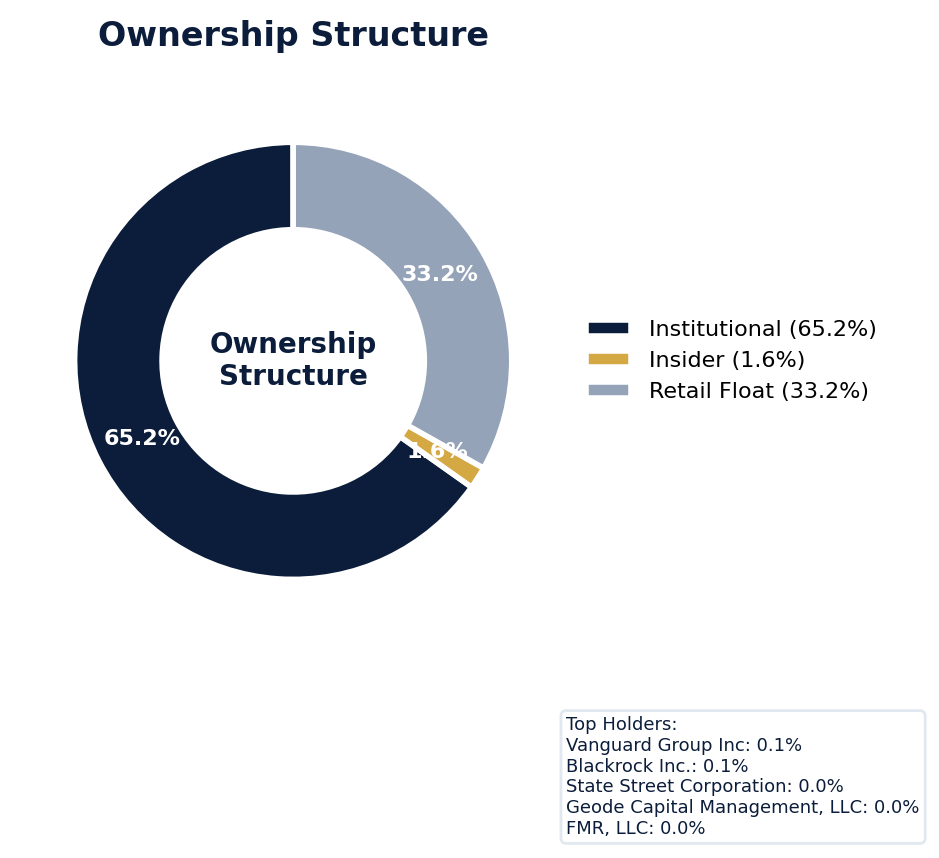 Ownership Structure
33.2%
Ownership
Structure
65.2%
1.6%
Institutional (65.2%)
Insider (1.6%)
Retail Float (33.2%)
Top Holders:
Vanguard Group Inc: 0.1%
Blackrock Inc.: 0.1%
State Street Corporation: 0.0%
Geode Capital Management, LLC: 0.0%
FMR, LLC: 0.0%